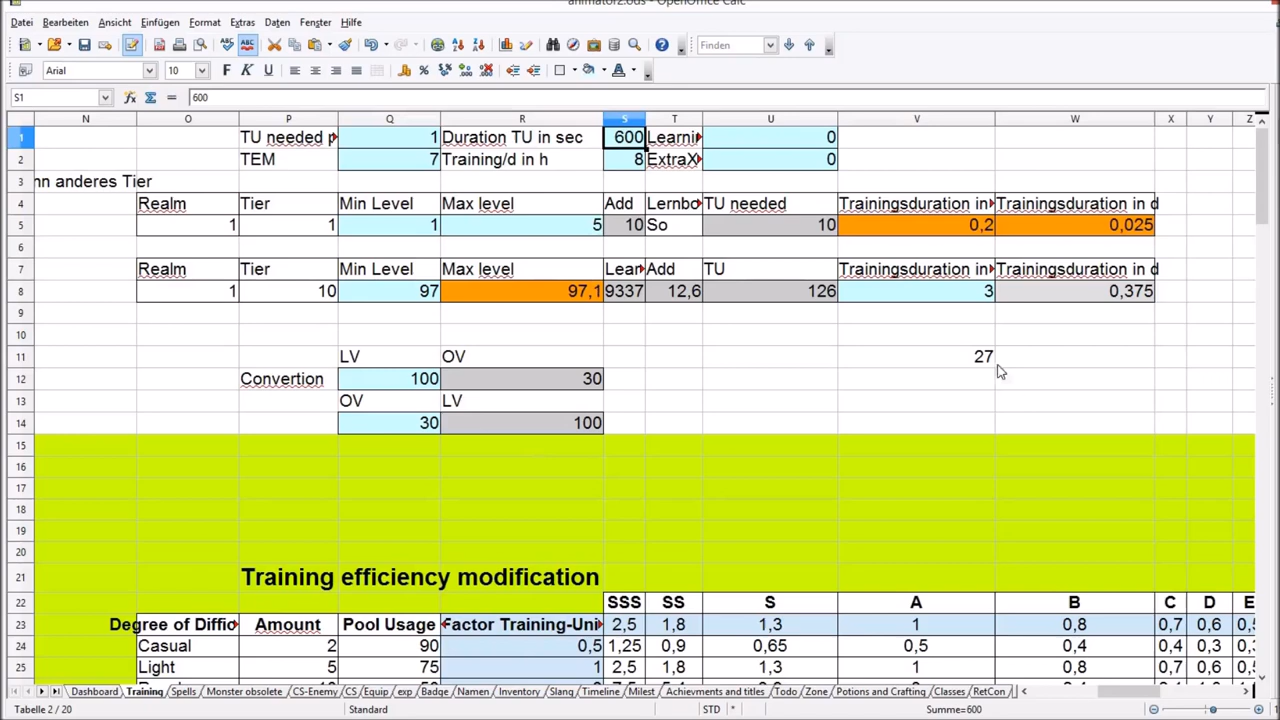 animator2.ods - OpenOffice Calc
Datei Bearbeiten Ansicht Einfügen Format Extras Daten Fenster Hilfe
Finden
Arial 10
S1 600
N O P Q R S T U V W X Y Z
1 TU needed 1 Duration TU in sec 600 Learni 0
2 TEM 7 Training/d in h 8 ExtraX 0
3 nn anderes Tier
4 Realm Tier Min Level Max level Add Lernbo TU needed Trainingsduration in Trainingsduration in d
5 1 1 1 5 10 So 10 0,2 0,025
6
7 Realm Tier Min Level Max level Lear Add TU Trainingsduration in Trainingsduration in d
8 1 10 97 97,1 9337 12,6 126 3 0,375
9
10
11 LV OV 27
12 Convertion 100 30
13 OV LV
14 30 100
15
16
17
18
19
20
21 Training efficiency modification
22 SSS SS S A B C D E
23 Degree of Diffic Amount Pool Usage Factor Training-Uni 2,5 1,8 1,3 1 0,8 0,7 0,6 0,5
24 Casual 2 90 0,5 1,25 0,9 0,65 0,5 0,4 0,4 0,3
25 Light 5 75 1 2,5 1,8 1,3 1 0,8 0,7 0,6
Dashboard Training Spells Monster obsolete CS-Enemy CS Equip exp Badge Namen Inventory Slang Timeline Milest Achievments and titles Todo Zone Potions and Crafting Classes RetCon
Tabelle 2 / 20 Standard STD * Summe=600